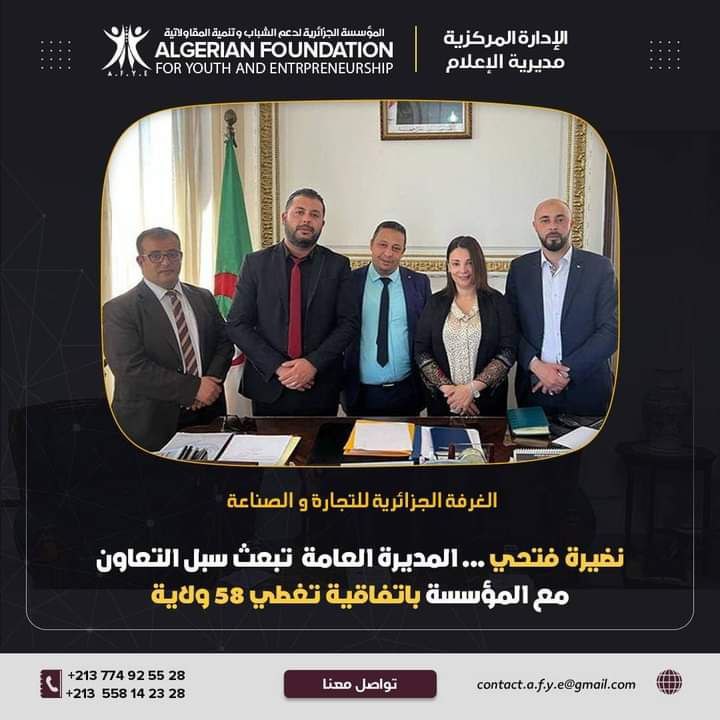 المؤسسة الجزائرية لدعم الشباب وتنمية المقاولاتية
ALGERIAN FOUNDATION
FOR YOUTH AND ENTRPRENEURSHIP
A.F.Y.E
الإدارة المركزية
مديرية الإعلام
الغرفة الجزائرية للتجارة و الصناعة
نضيرة فتحي ... المديرة العامة تبعث سبل التعاون
مع المؤسسة باتفاقية تغطي 58 ولاية
+213 774 92 55 28
+213 558 14 23 28
تواصل معنا
contact.a.f.y.e@gmail.com